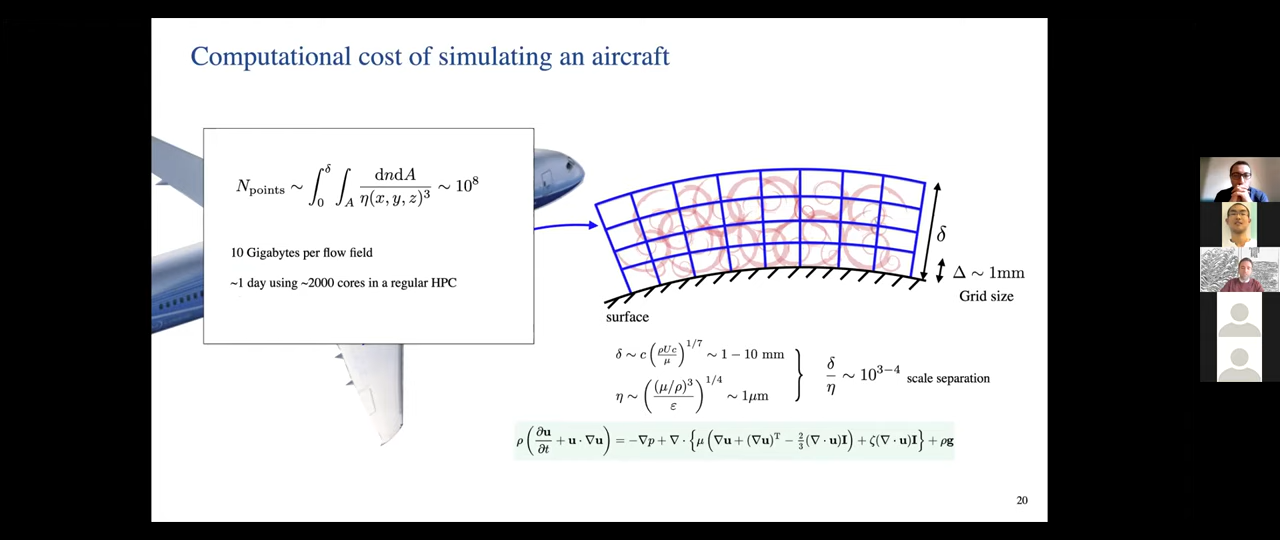 Computational cost of simulating an aircraft
N_points ∼ ∫_0^δ ∫_A dndA / η(x, y, z)^3 ∼ 10^8
10 Gigabytes per flow field
~1 day using ~2000 cores in a regular HPC
δ
Δ ∼ 1mm
Grid size
surface
δ ∼ c (ρUc / μ)^1/7 ∼ 1 − 10 mm
η ∼ ((μ/ρ)^3 / ε)^1/4 ∼ 1μm
δ / η ∼ 10^3−4 scale separation
ρ (∂u / ∂t + u · ∇u) = −∇p + ∇ · {μ (∇u + (∇u)^T − 2/3 (∇ · u)I) + ζ(∇ · u)I} + ρg
20